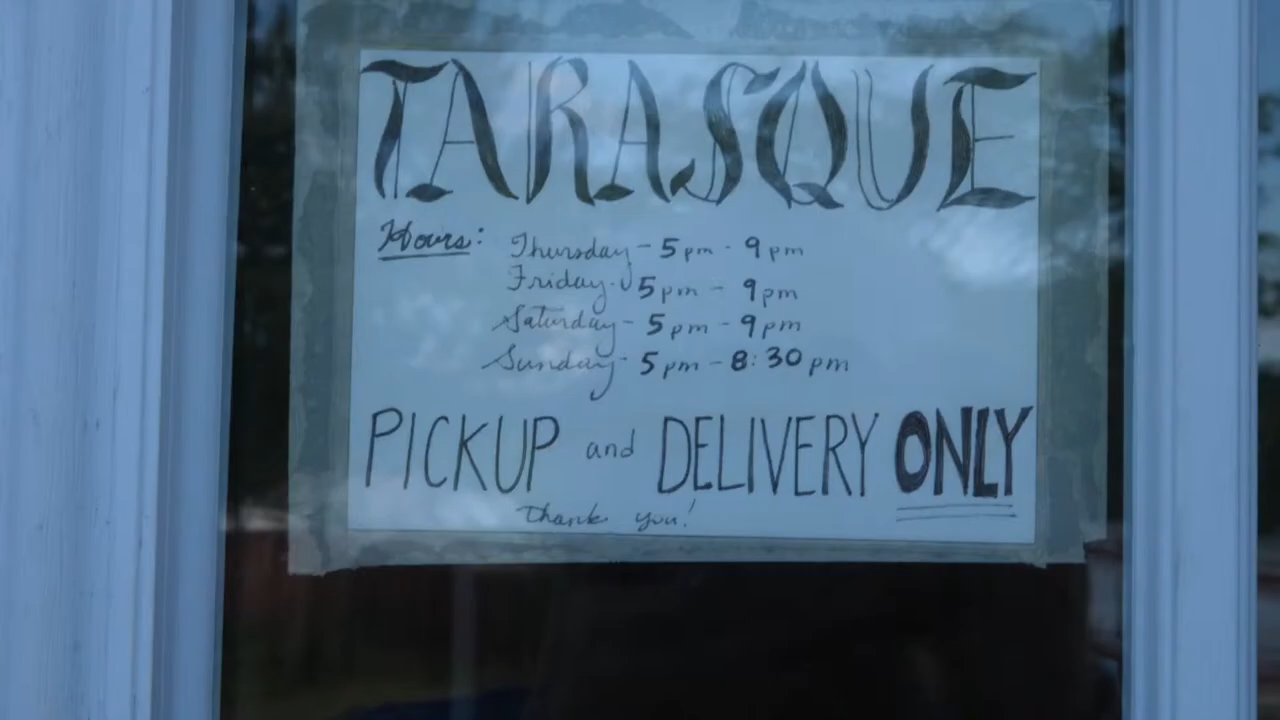 TARASQUE
Hours: Thursday - 5pm - 9pm
Friday - 5pm - 9pm
Saturday - 5pm - 9pm
Sunday - 5pm - 8:30pm
PICKUP and DELIVERY ONLY
Thank you!